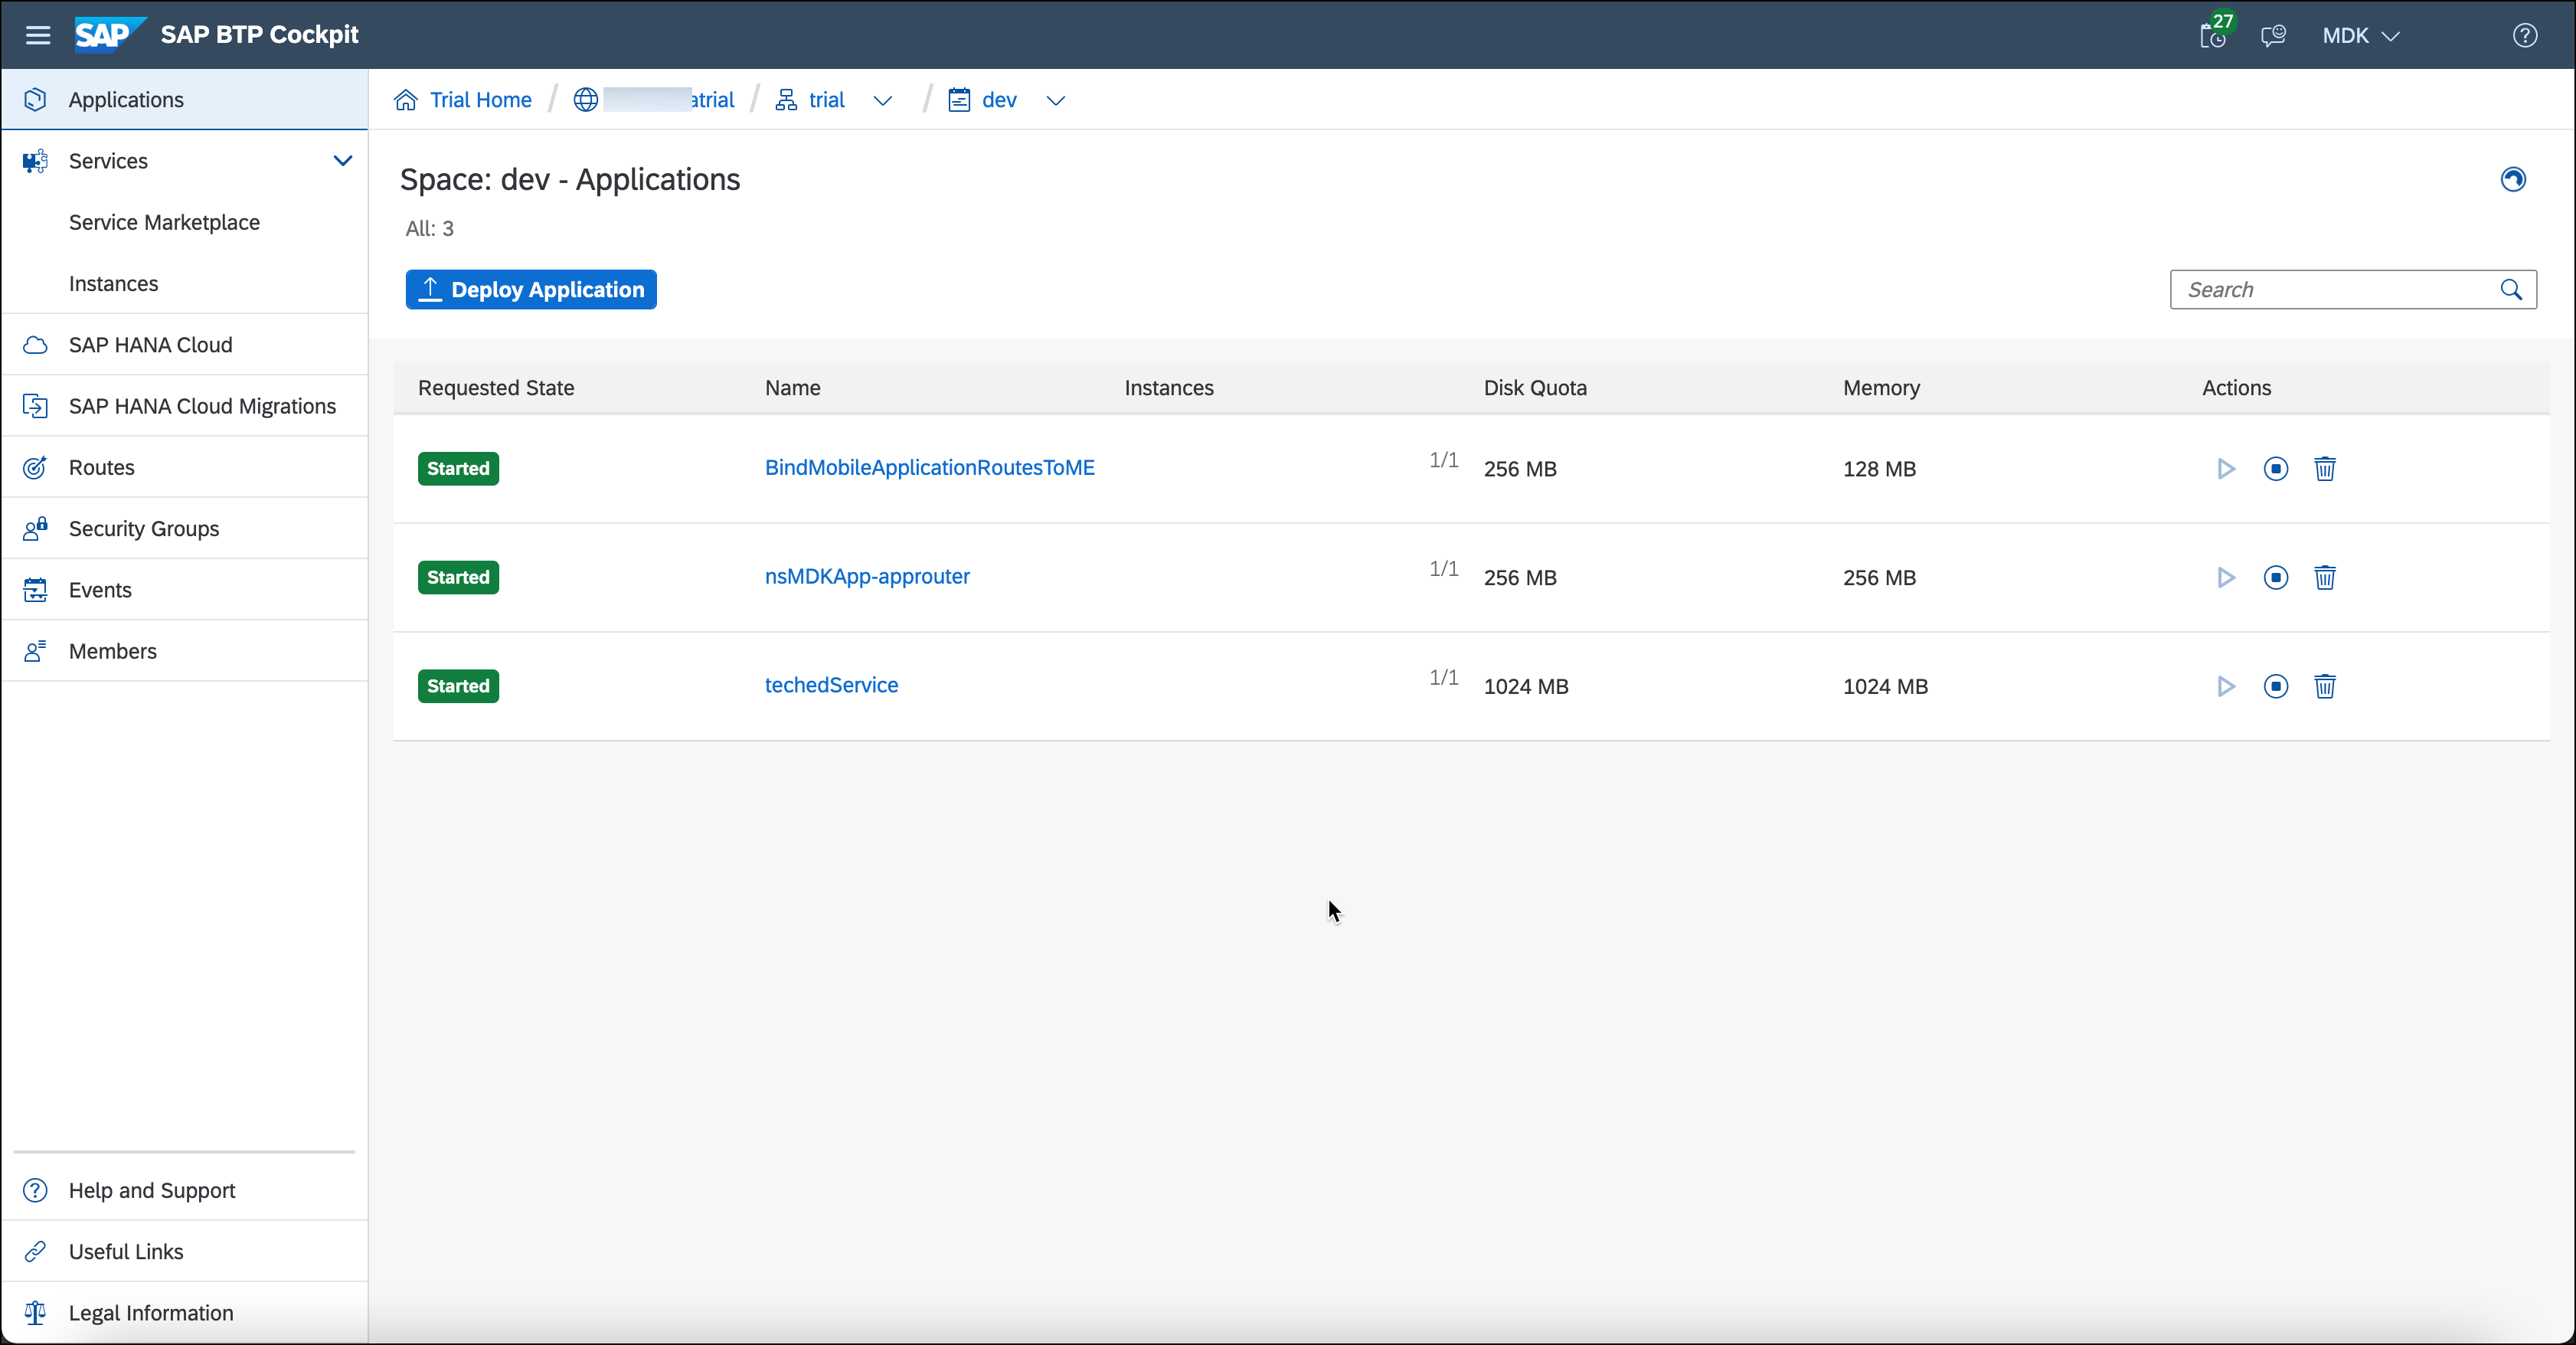 SAP SAP BTP Cockpit 27 MDK
Applications
Services
Service Marketplace
Instances
SAP HANA Cloud
SAP HANA Cloud Migrations
Routes
Security Groups
Events
Members
Help and Support
Useful Links
Legal Information
Trial Home / atrial / trial / dev
Space: dev - Applications
All: 3
Deploy Application Search
Requested State Name Instances Disk Quota Memory Actions
Started BindMobileApplicationRoutesToME 1/1 256 MB 128 MB
Started nsMDKApp-approuter 1/1 256 MB 256 MB
Started techedService 1/1 1024 MB 1024 MB